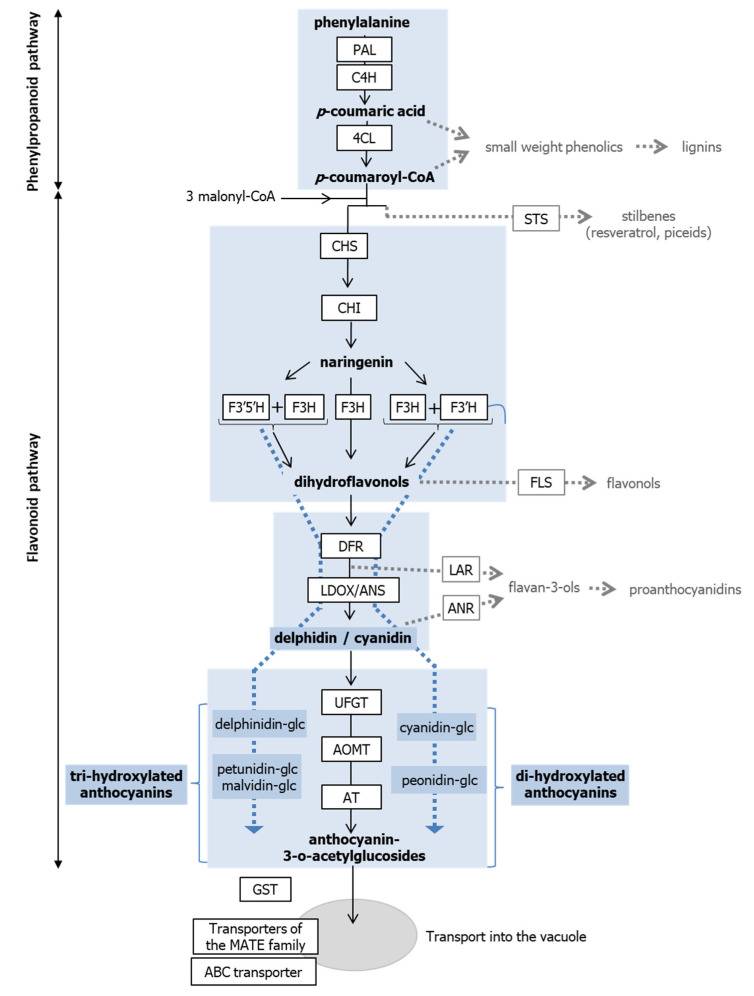 Phenylpropanoid pathway
phenylalanine
PAL
C4H
p-coumaric acid
4CL
small weight phenolics
lignins
p-coumaroyl-CoA
3 malonyl-CoA
STS
stilbenes
(resveratrol, piceids)
Flavonoid pathway
CHS
CHI
naringenin
F3'5'H + F3H
F3H
F3H + F3'H
dihydroflavonols
FLS
flavonols
DFR
LAR
LDOX/ANS
flavan-3-ols
proanthocyanidins
ANR
delphidin / cyanidin
UFGT
delphinidin-glc
cyanidin-glc
AOMT
tri-hydroxylated
anthocyanins
petunidin-glc
malvidin-glc
peonidin-glc
di-hydroxylated
anthocyanins
AT
anthocyanin-
3-o-acetylglucosides
GST
Transporters of
the MATE family
Transport into the vacuole
ABC transporter